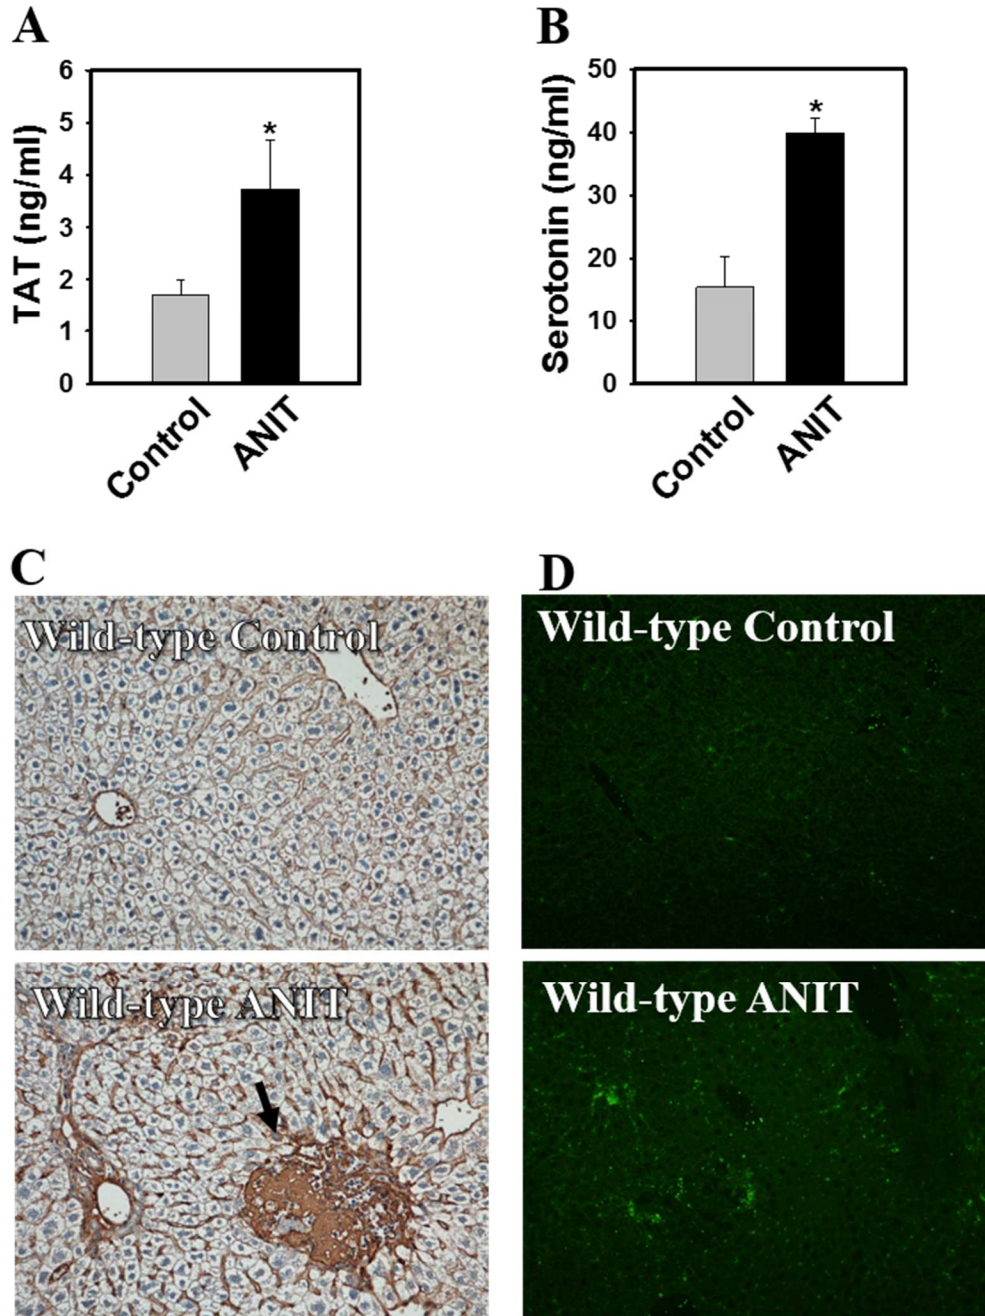 A
TAT (ng/ml)
6
5
4
3
2
1
0
*
Control
ANIT
B
Serotonin (ng/ml)
50
40
30
20
10
0
*
Control
ANIT
C
Wild-type Control
Wild-type ANIT
D
Wild-type Control
Wild-type ANIT